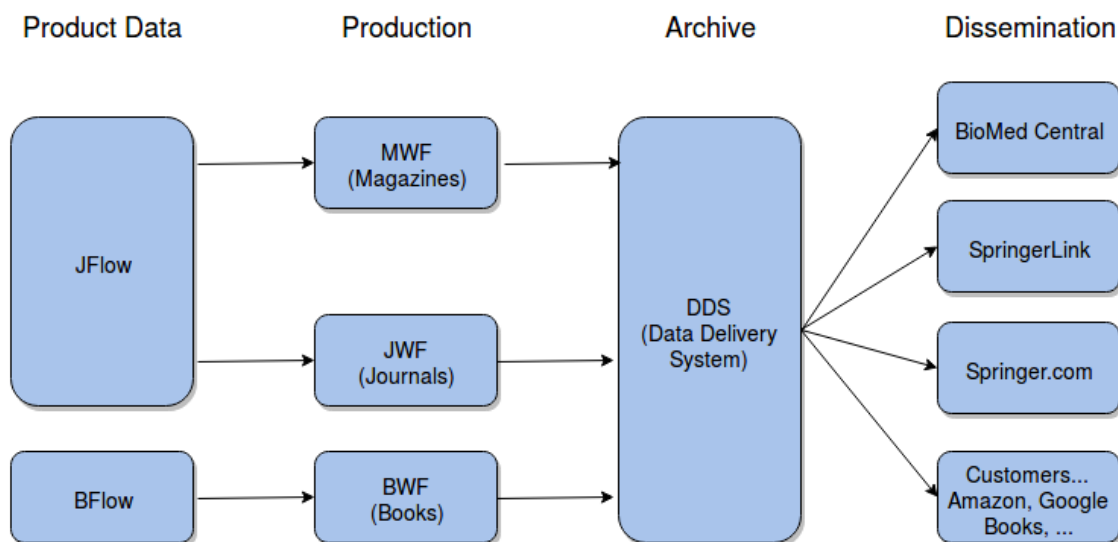 Product Data
Production
Archive
Dissemination
JFlow
BFlow
MWF
(Magazines)
JWF
(Journals)
BWF
(Books)
DDS
(Data Delivery
System)
BioMed Central
SpringerLink
Springer.com
Customers...
Amazon, Google
Books, ...